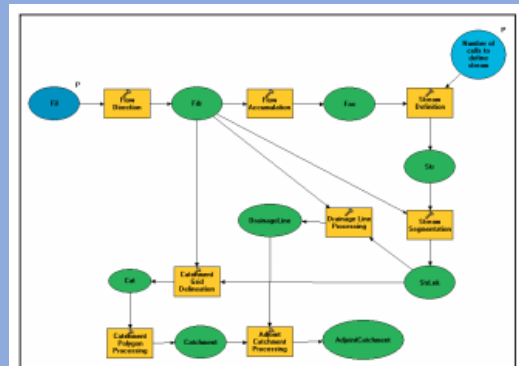 Number of
cells to
define
stream
P
P
Fil
Flow
Direction
Fdr
Flow
Accumulation
Fac
Stream
Definition
Str
DrainageLine
Drainage Line
Processing
Stream
Segmentation
Cat
Catchment
Grid
Delineation
StrLnk
Catchment
Polygon
Processing
Catchment
Adjoint
Catchment
Processing
AdjointCatchment